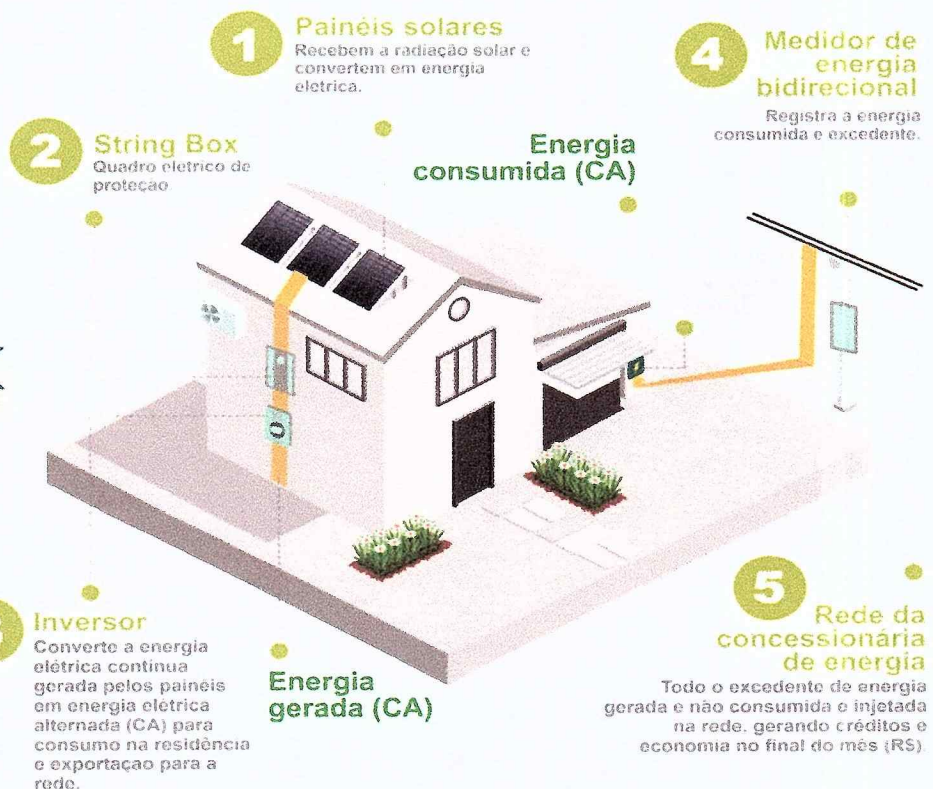 1
Painéis solares
Recebem a radiação solar e
convertem em energia
eletrica.
2
String Box
Quadro eletrico de
proteçao
Energia
consumida (CA)
4
Medidor de
energia
bidirecional
Registra a energia
consumida e excedente.
3
Inversor
Converte a energia
elétrica continua
gerada pelos painéis
em energia elétrica
alternada (CA) para
consumo na residência
e exportaçao para a
rede.
Energia
gerada (CA)
5
Rede da
concessionária
de energia
Todo o excedente de energia
gerada e não consumida e injetada
na rede. gerando créditos e
economia no final do mês (RS)